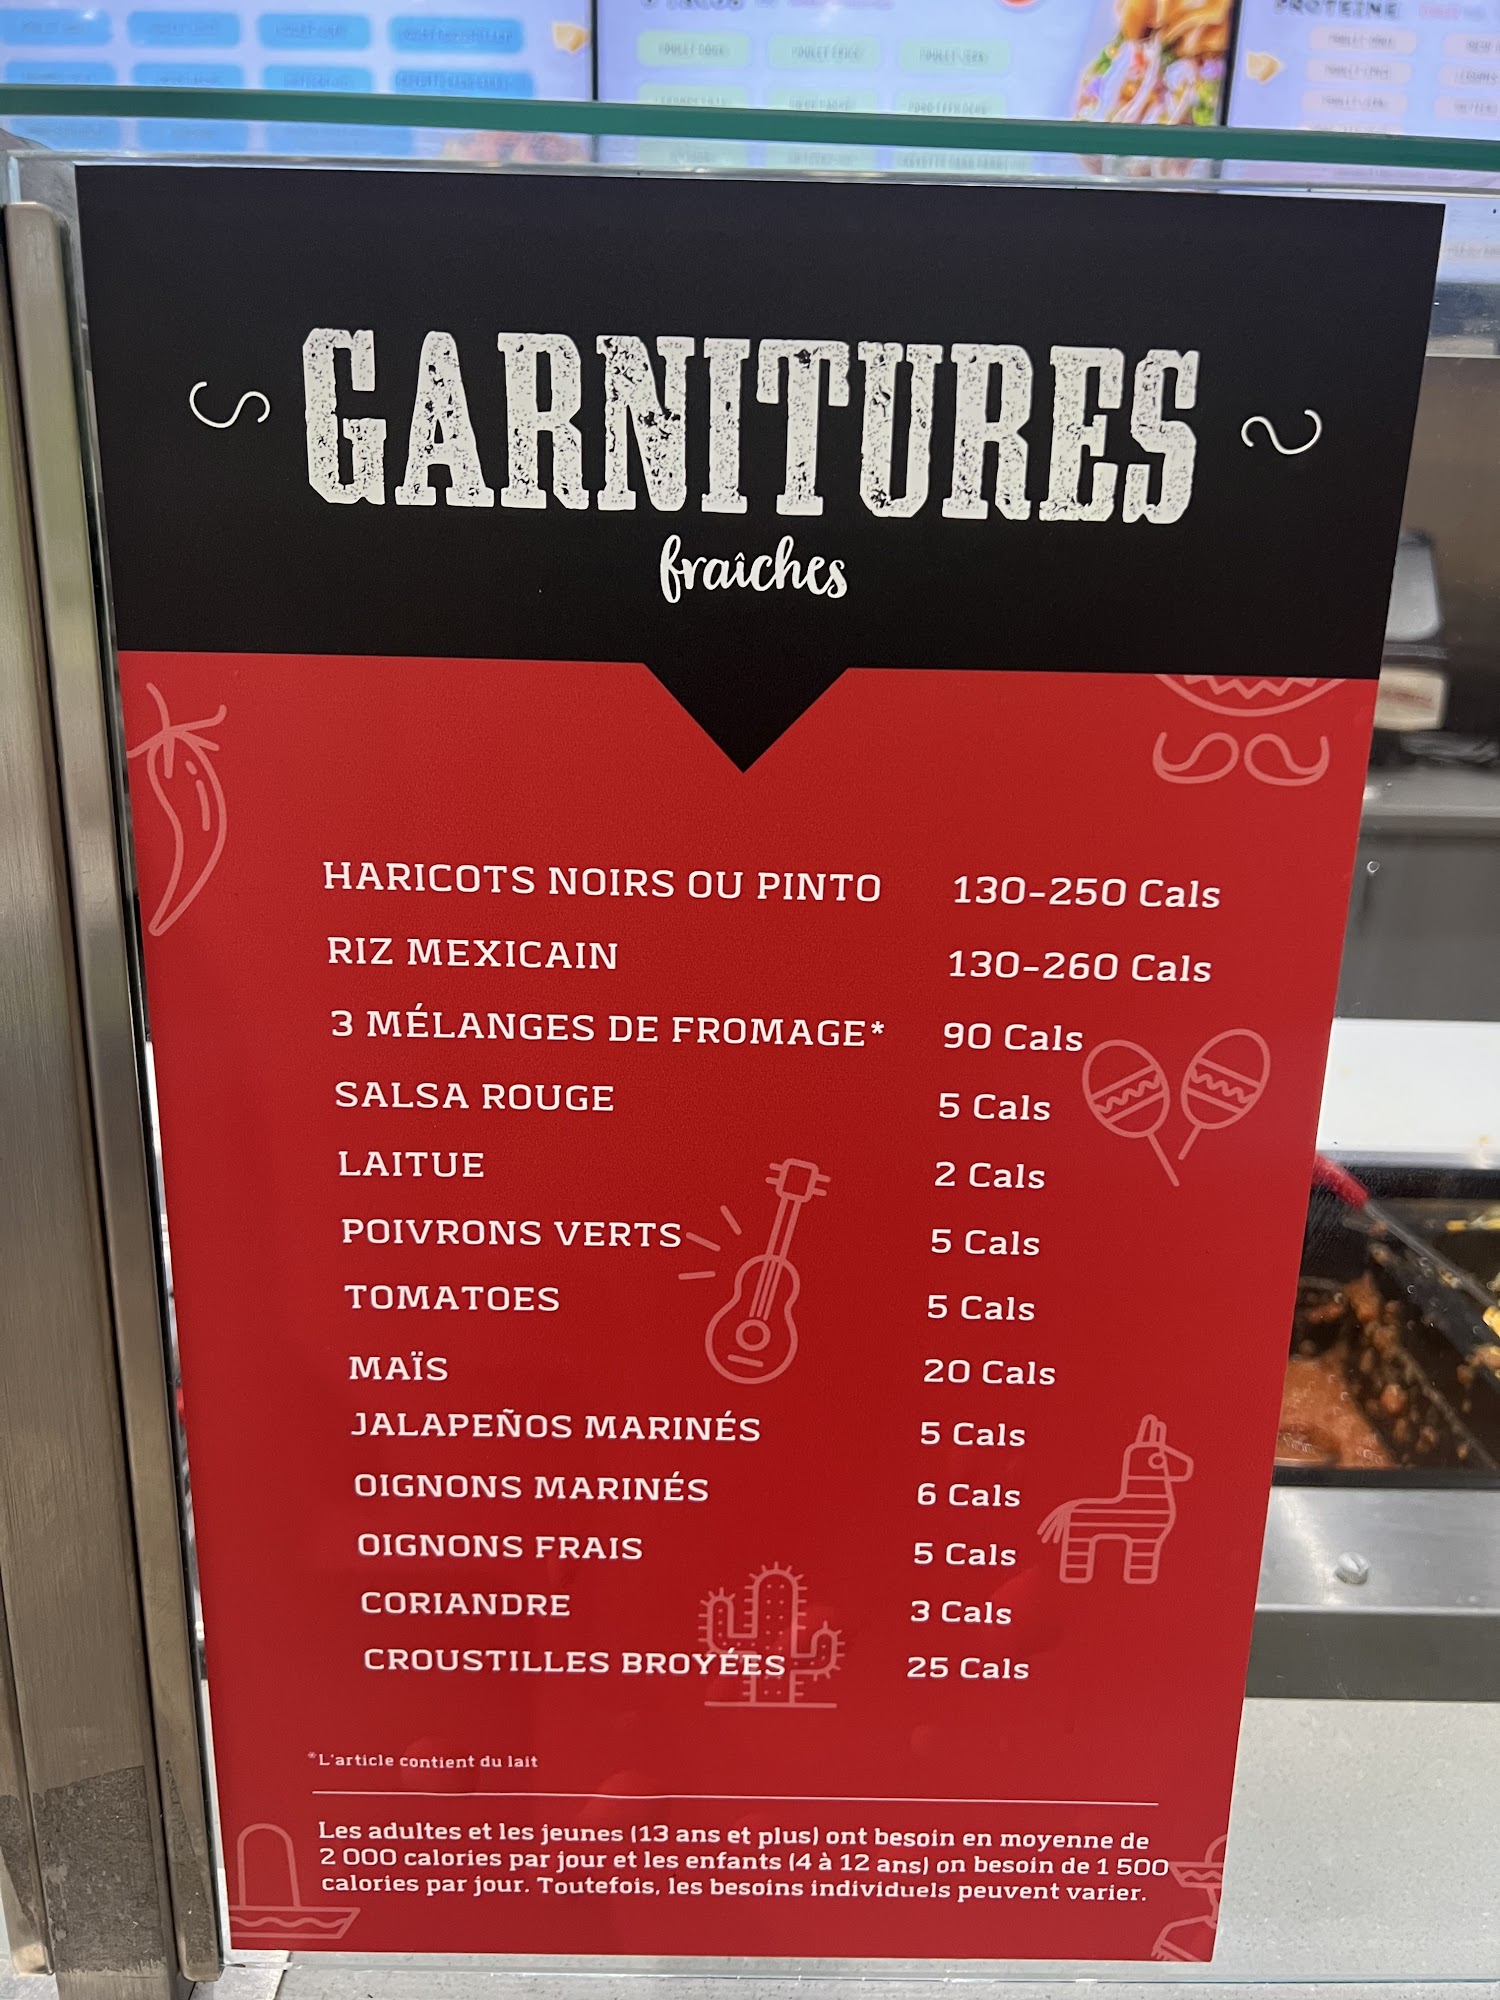 PROTEINE
GARNITURES
fraîches
HARICOTS NOIRS OU PINTO 130-250 Cals
RIZ MEXICAIN 130-260 Cals
3 MÉLANGES DE FROMAGE* 90 Cals
SALSA ROUGE 5 Cals
LAITUE 2 Cals
POIVRONS VERTS 5 Cals
TOMATOES 5 Cals
MAÏS 20 Cals
JALAPEÑOS MARINÉS 5 Cals
OIGNONS MARINÉS 6 Cals
OIGNONS FRAIS 5 Cals
CORIANDRE 3 Cals
CROUSTILLES BROYÉES 25 Cals
*L'article contient du lait
Les adultes et les jeunes (13 ans et plus) ont besoin en moyenne de
2 000 calories par jour et les enfants (4 à 12 ans) on besoin de 1 500
calories par jour. Toutefois, les besoins individuels peuvent varier.